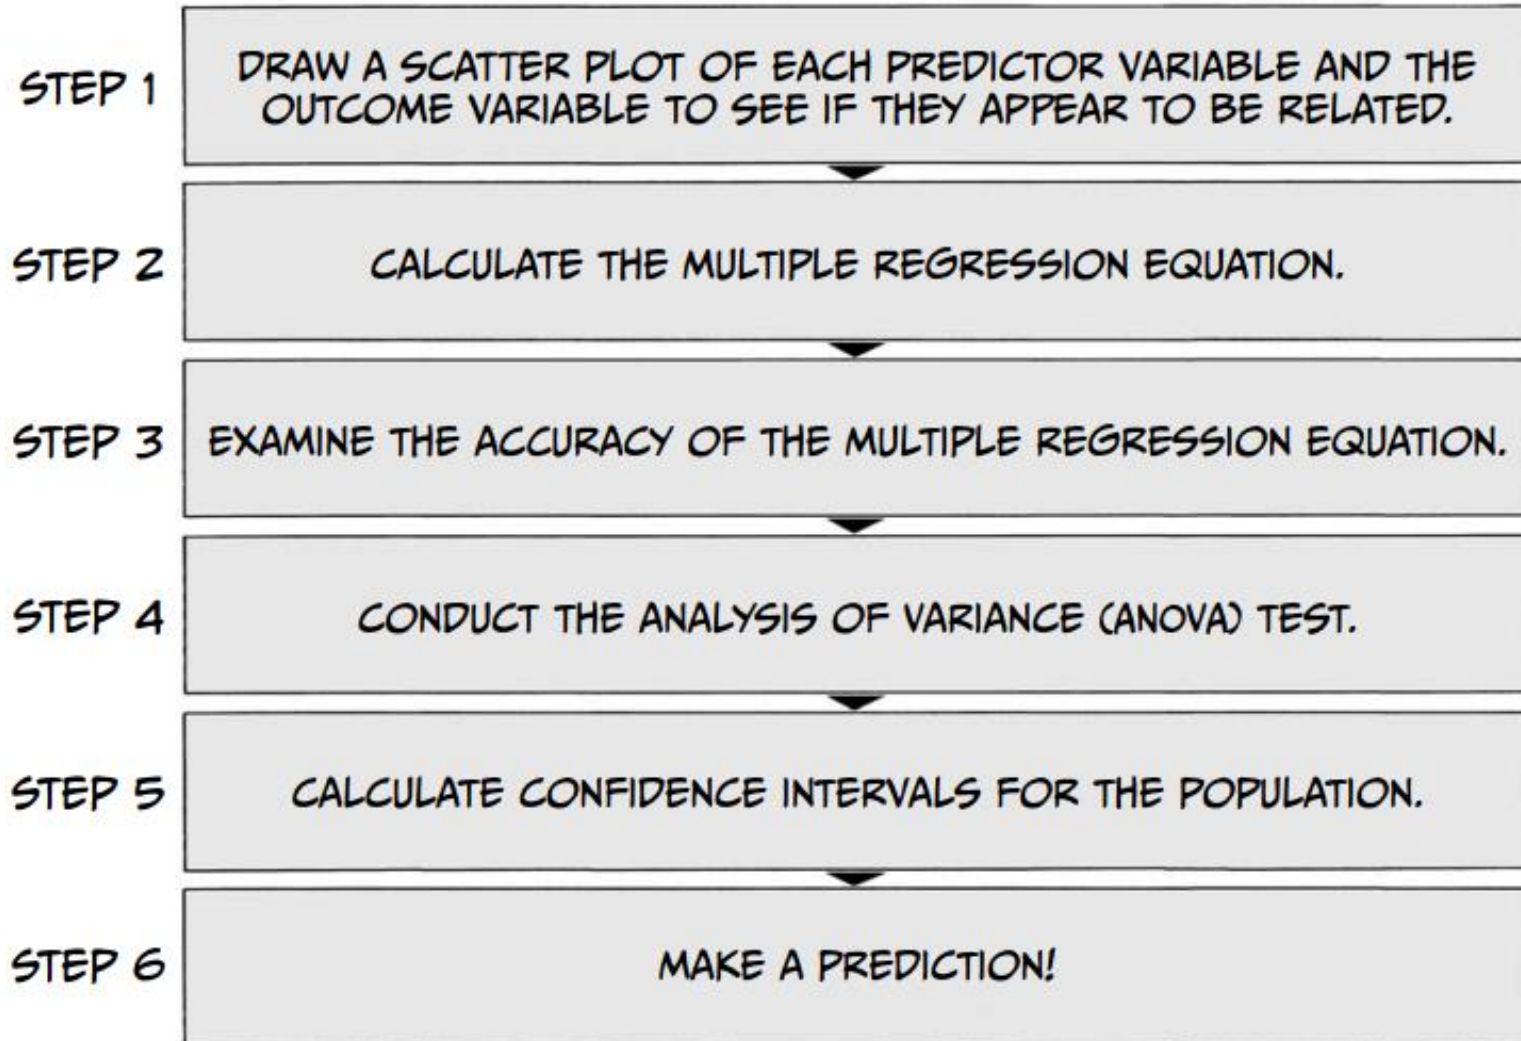 STEP 1
DRAW A SCATTER PLOT OF EACH PREDICTOR VARIABLE AND THE
OUTCOME VARIABLE TO SEE IF THEY APPEAR TO BE RELATED.
STEP 2
CALCULATE THE MULTIPLE REGRESSION EQUATION.
STEP 3
EXAMINE THE ACCURACY OF THE MULTIPLE REGRESSION EQUATION.
STEP 4
CONDUCT THE ANALYSIS OF VARIANCE (ANOVA) TEST.
STEP 5
CALCULATE CONFIDENCE INTERVALS FOR THE POPULATION.
STEP 6
MAKE A PREDICTION!